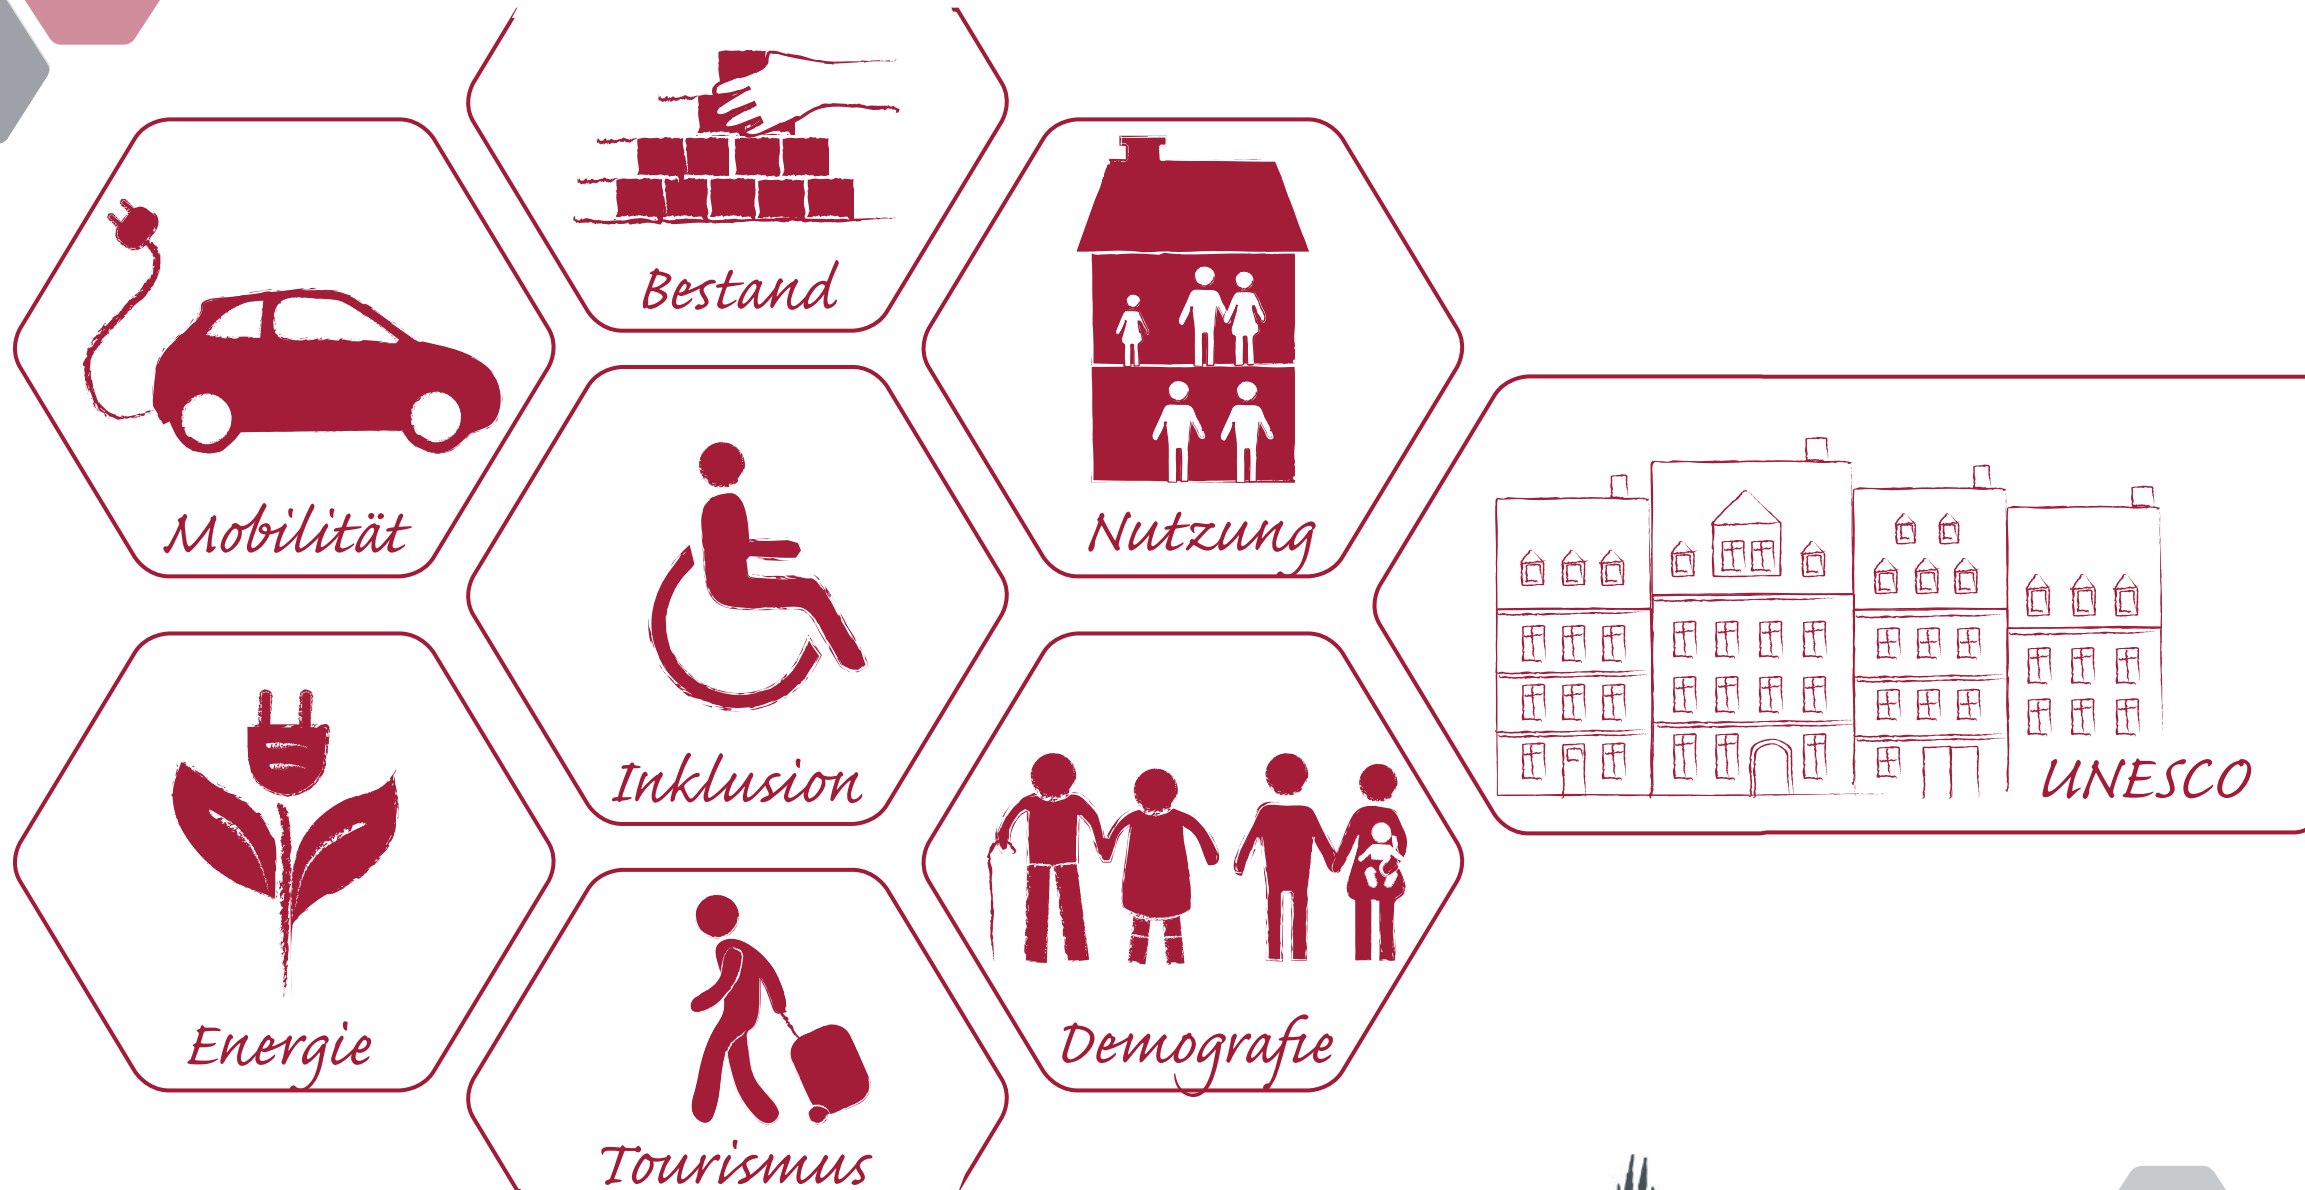 Bestand
Mobilität
Nutzung
Inklusion
UNESCO
Energie
Demografie
Tourismus